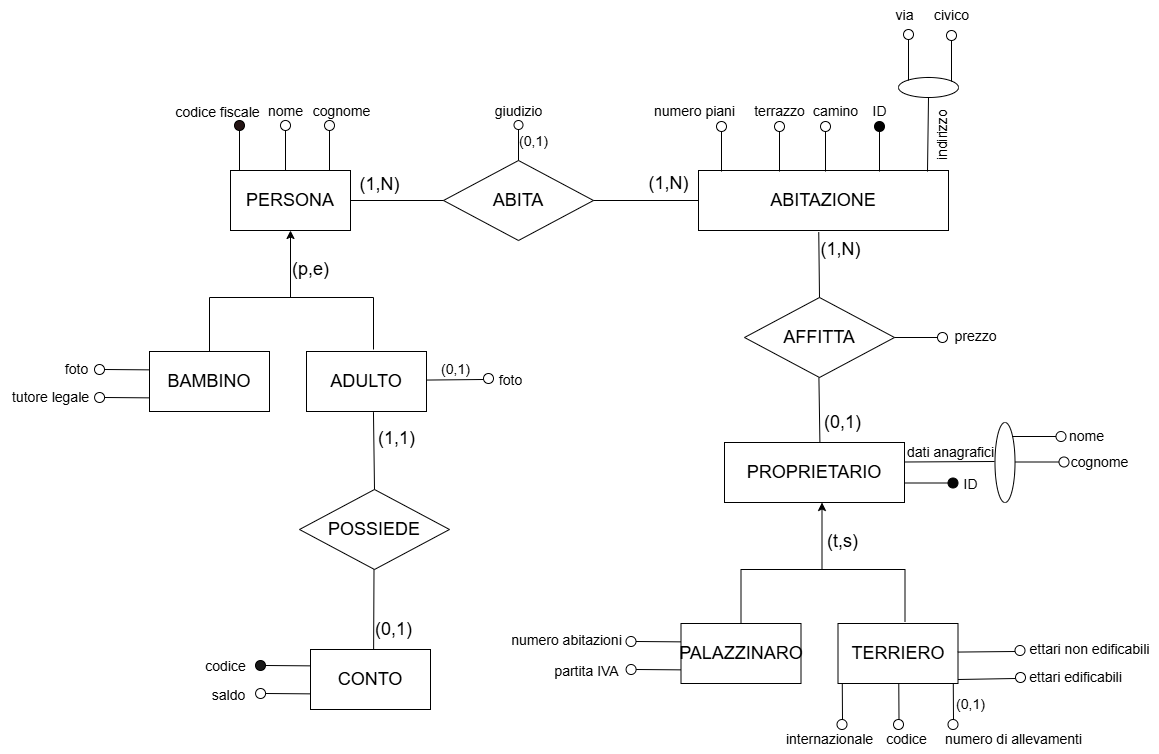 via civico
codice fiscale nome cognome giudizio numero piani terrazzo camino ID
(0,1)
indirizzo
PERSONA (1,N) ABITA (1,N) ABITAZIONE
(1,N)
(p,e)
AFFITTA prezzo
foto BAMBINO ADULTO (0,1) foto
tutore legale
(1,1) (0,1)
nome
dati anagrafici
cognome
PROPRIETARIO
ID
POSSIEDE
(t,s)
(0,1)
numero abitazioni
PALAZZINARO TERRIERO ettari non edificabili
partita IVA
ettari edificabili
codice
CONTO
saldo
(0,1)
internazionale codice numero di allevamenti